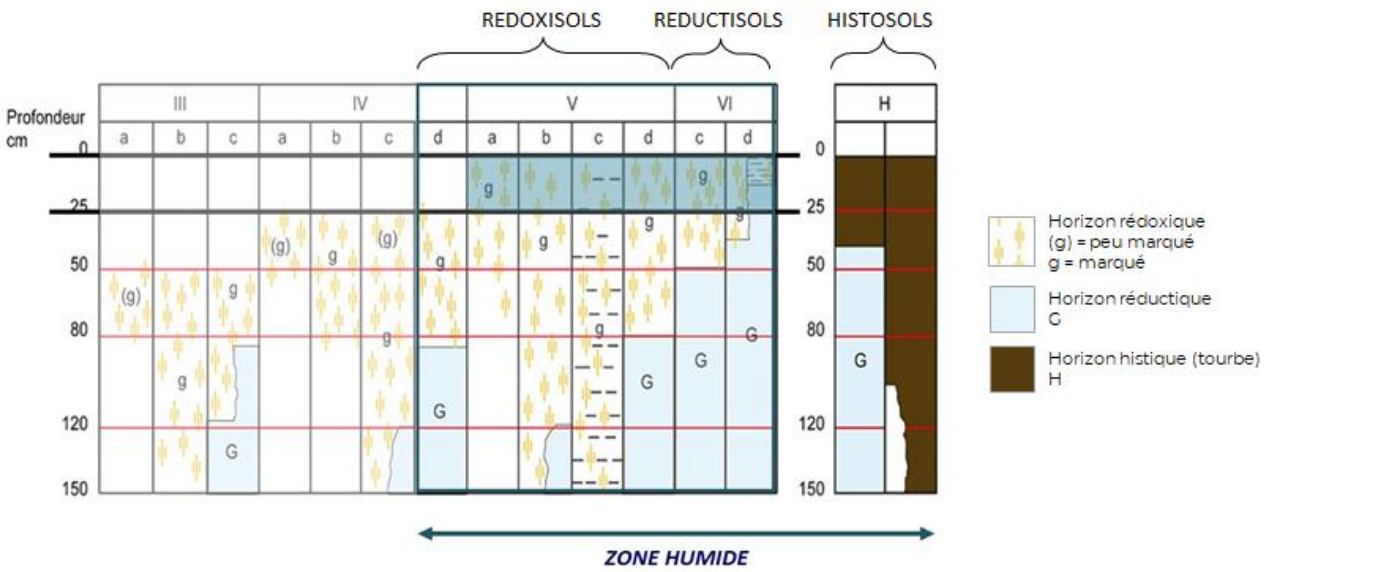 REDOXISOLS REDUCTISOLS HISTOSOLS
III IV V VI H
Profondeur
cm
a b c a b c d a b c d c d
0 0
g g
g
25 25
g
g
(g) g (g) g g
50 50
(g) g
g
80 80
g G
G G
g G
G
120 120
G
150 150
ZONE HUMIDE
Horizon rédoxique
(g) = peu marqué
g = marqué
Horizon réductique
G
Horizon histique (tourbe)
H